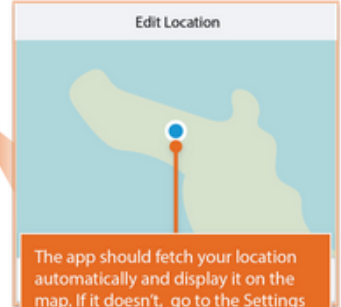 Edit Location
The app should fetch your location
automatically and display it on the
map. If it doesn't, go to the Settings